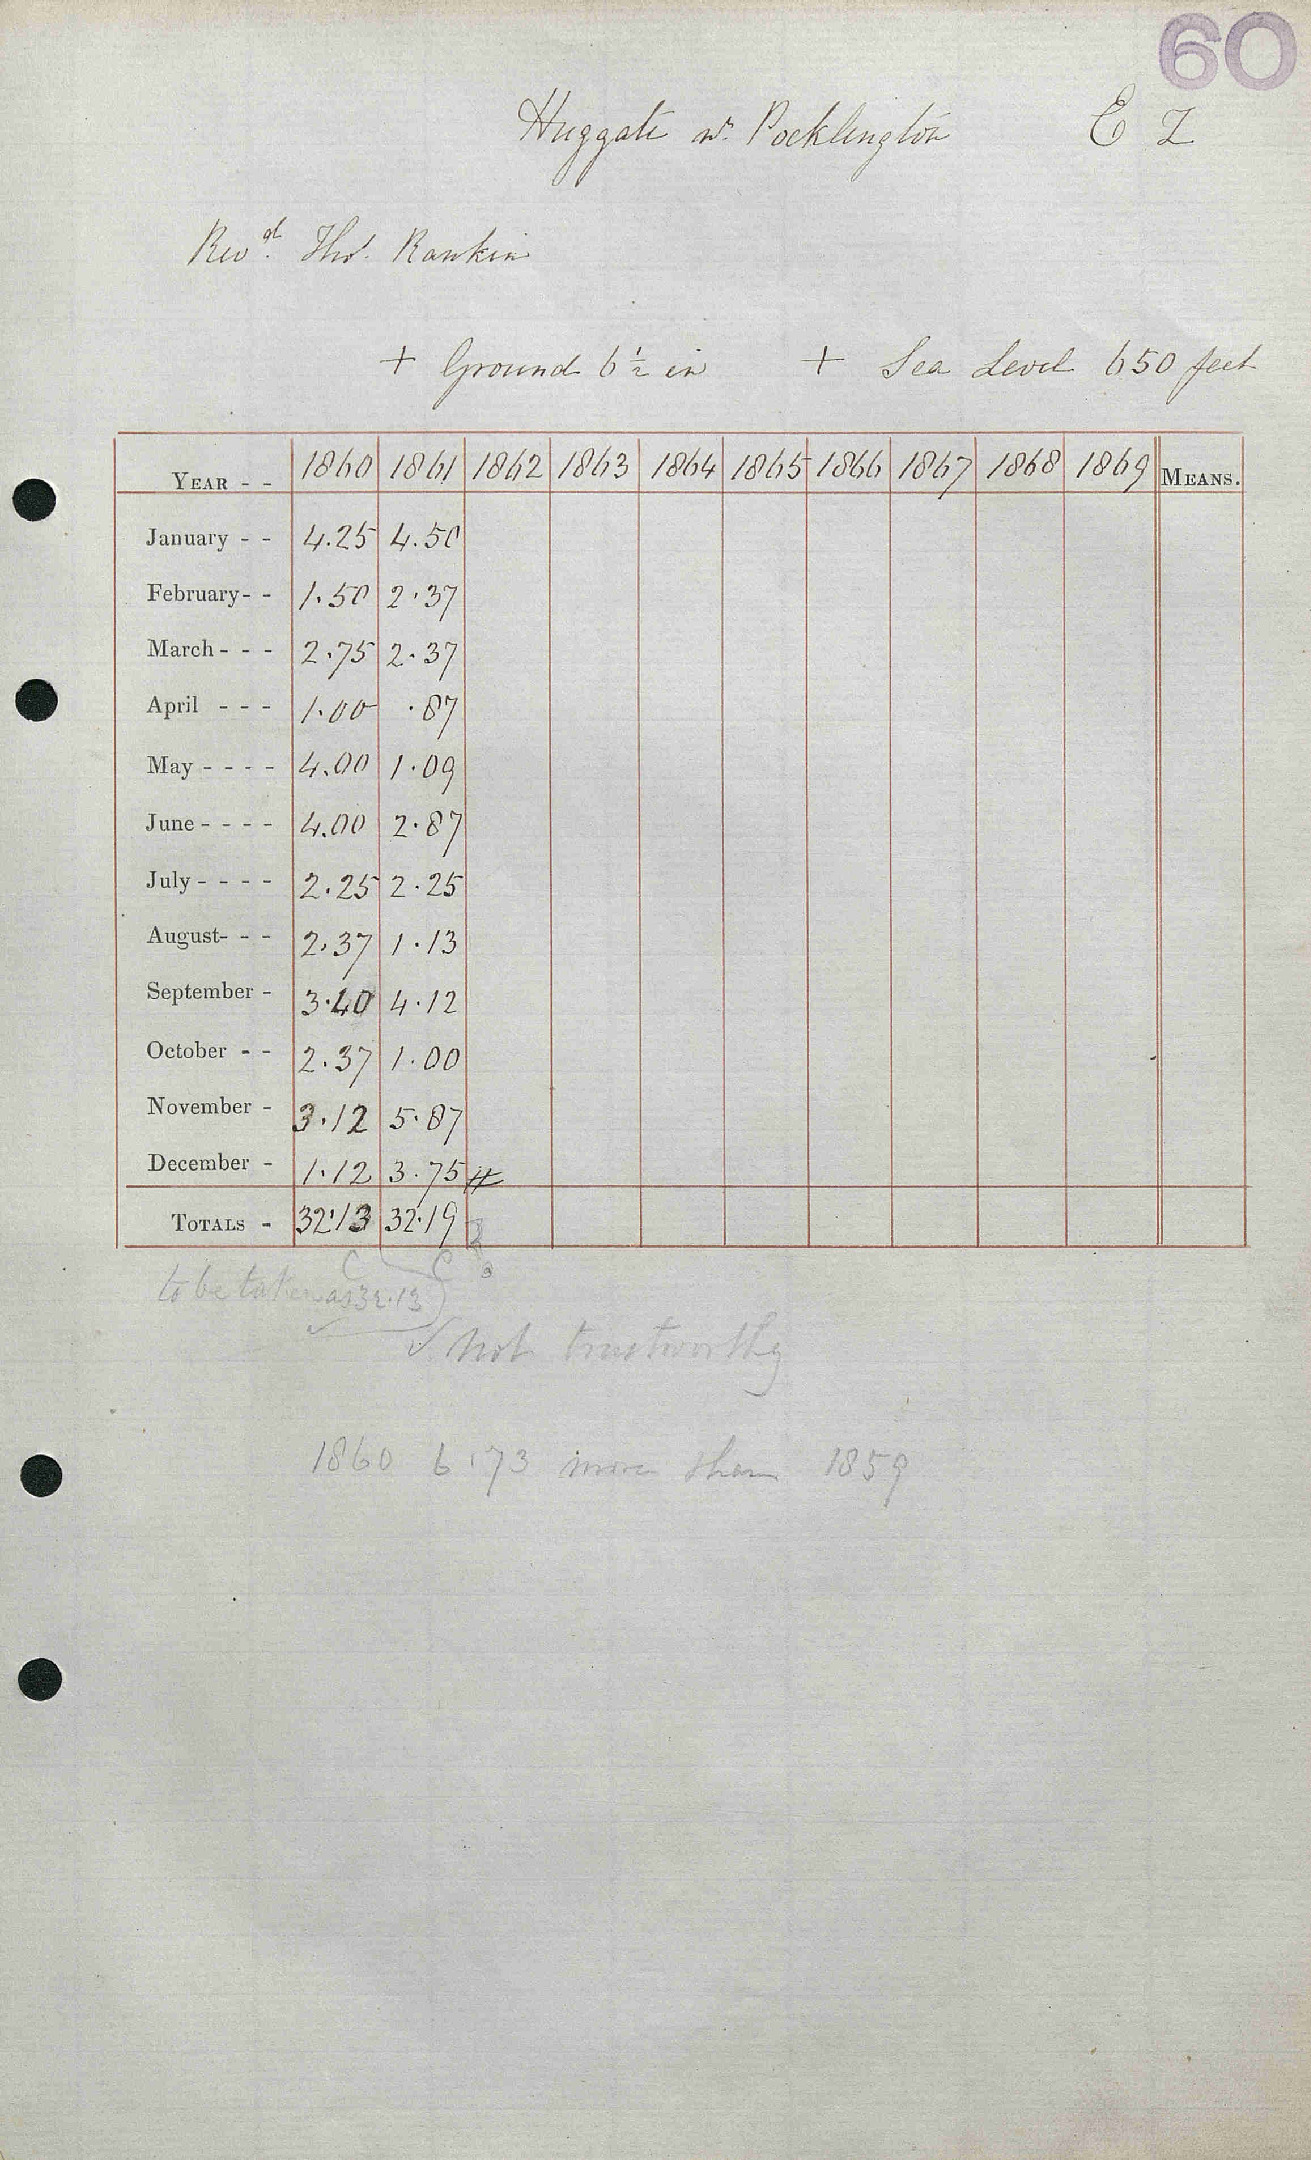 60
Huggate nr. Pocklington E Z
Revd. Thos. Rankin
+ Ground 6½ in + Sea Level 650 feet
YEAR - - 1860 1861 1862 1863 1864 1865 1866 1867 1868 1869 MEANS.
January - - 4.25 4.50
February - - 1.50 2.37
March - - - 2.75 2.37
April - - - 1.00 .87
May - - - - 4.00 1.09
June - - - - 4.00 2.87
July - - - - 2.25 2.25
August - - - 2.37 1.13
September - 3.40 4.12
October - - 2.37 1.00
November - 3.12 5.87
December - 1.12 3.75
TOTALS - 32.13 32.19
C C
to be taken as 32.13
Not trustworthy
1860 6.73 more than 1859